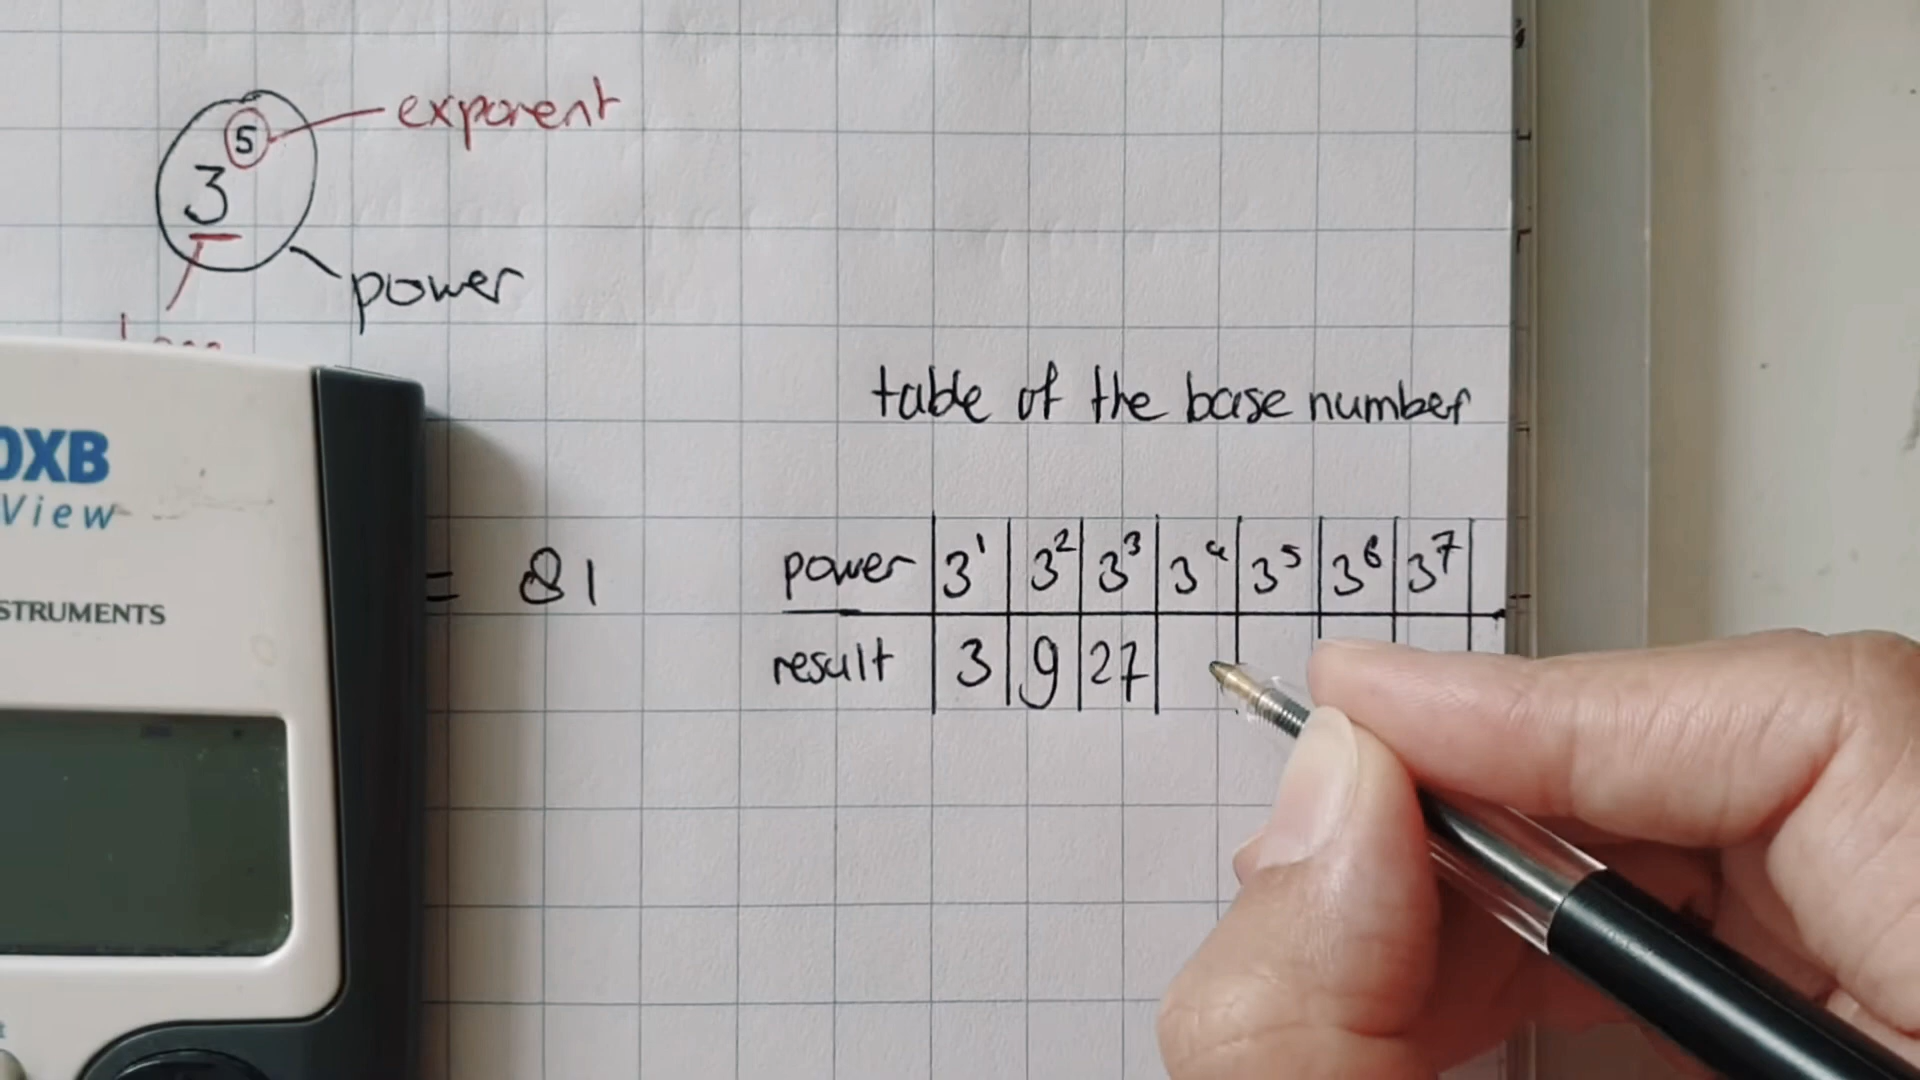 3⁵ exponent
power
table of the base number
= 81
power 3¹ 3² 3³ 3⁴ 3⁵ 3⁶ 3⁷
result 3 9 27
0XB
View
STRUMENTS